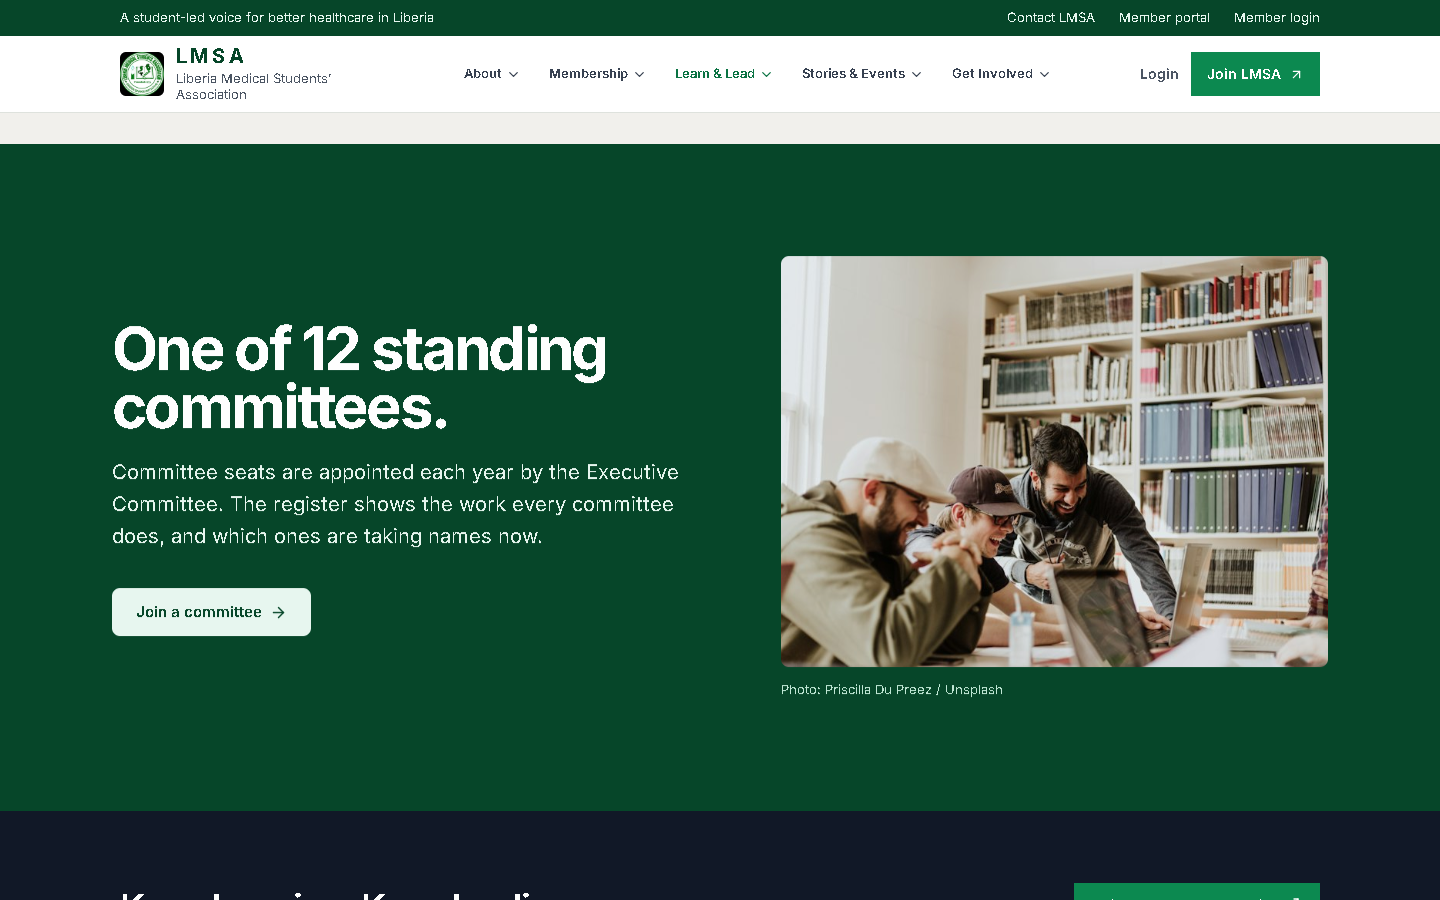 A student-led voice for better healthcare in Liberia
Contact LMSA
Member portal
Member login
LMSA
Liberia Medical Students'
Association
About
Membership
Learn & Lead
Stories & Events
Get Involved
Login
Join LMSA
One of 12 standing
committees.
Committee seats are appointed each year by the Executive
Committee. The register shows the work every committee
does, and which ones are taking names now.
Join a committee
Photo: Priscilla Du Preez / Unsplash